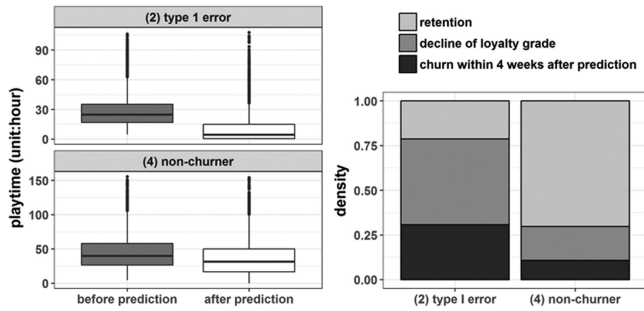 (2) type 1 error
playtime (unit:hour)
90
60
30
0
(4) non-churner
150
100
50
0
before prediction
after prediction
retention
decline of loyalty grade
churn within 4 weeks after prediction
density
1.00
0.75
0.50
0.25
0.00
(2) type I error
(4) non-churner